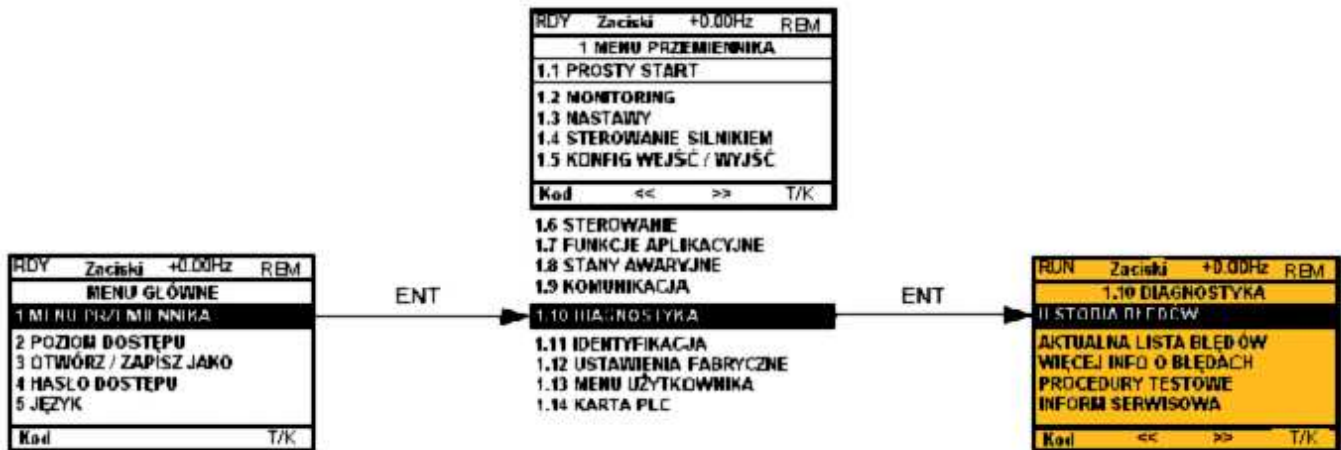 RDY Zaciski +0.00Hz REM
1 MENU PRZEMIENNIKA
1.1 PROSTY START
1.2 MONITORING
1.3 NASTAWY
1.4 STEROWANIE SILNIKIEM
1.5 KONFIG WEJŚĆ / WYJŚĆ
Kod << >> T/K
1.6 STEROWANIE
1.7 FUNKCJE APLIKACYJNE
1.8 STANY AWARYJNE
1.9 KOMUNIKACJA
1.10 DIAGNOSTYKA
1.11 IDENTYFIKACJA
1.12 USTAWIENIA FABRYCZNE
1.13 MENU UŻYTKOWNIKA
1.14 KARTA PLC
RDY Zaciski +0.00Hz REM
MENU GŁÓWNE
1 MENU PRZEMIENNIKA
2 POZIOM DOSTĘPU
3 OTWÓRZ / ZAPISZ JAKO
4 HASŁO DOSTĘPU
5 JĘZYK
Kod T/K
ENT
ENT
RUN Zaciski +0.00Hz REM
1.10 DIAGNOSTYKA
HISTORIA BŁĘDÓW
AKTUALNA LISTA BŁĘDÓW
WIĘCEJ INFO O BŁĘDACH
PROCEDURY TESTOWE
INFORM SERWISOWA
Kod << >> T/K